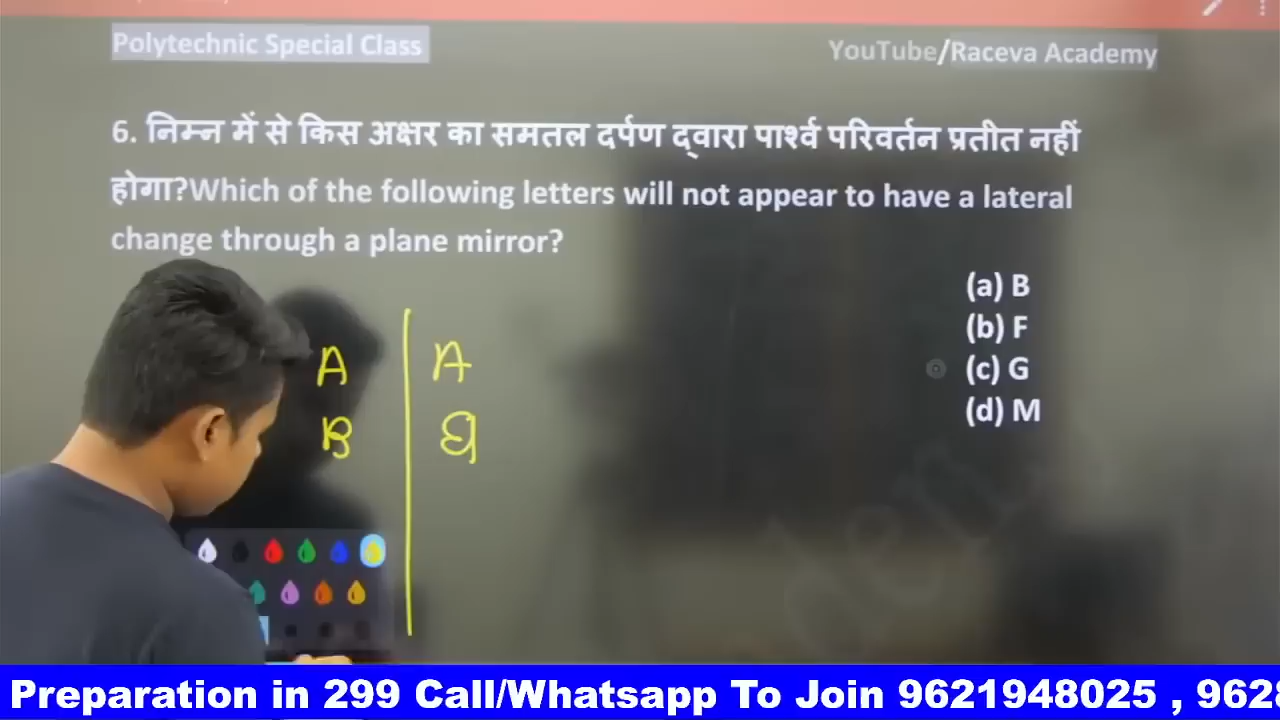 Polytechnic Special Class
YouTube/Raceva Academy
6. निम्न में से किस अक्षर का समतल दर्पण द्वारा पार्श्व परिवर्तन प्रतीत नहीं
होगा?Which of the following letters will not appear to have a lateral
change through a plane mirror?
(a) B
(b) F
(c) G
(d) M
A A
B
Preparation in 299 Call/Whatsapp To Join 9621948025 , 962